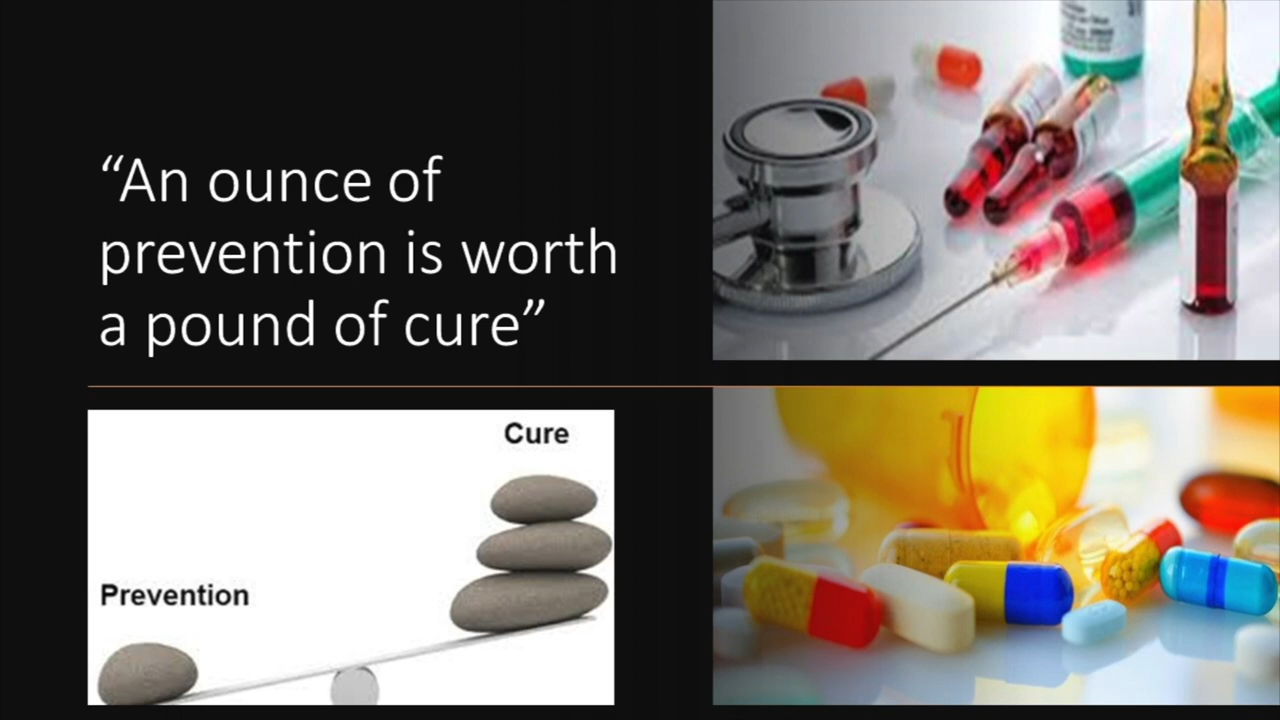 “An ounce of
prevention is worth
a pound of cure”
Cure
Prevention